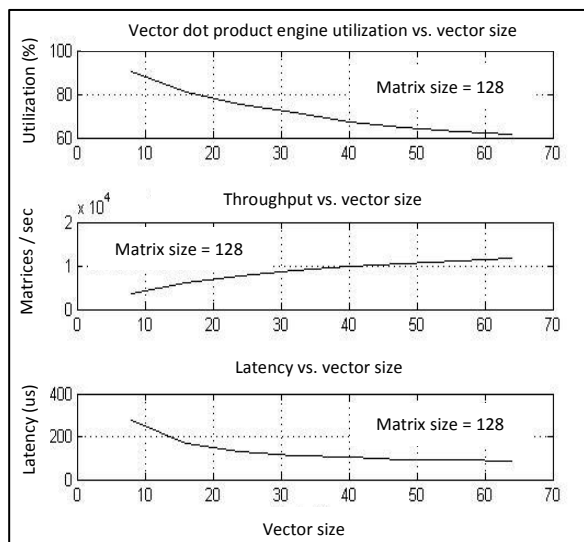 Vector dot product engine utilization vs. vector size
Utilization (%)
100
80
60
Matrix size = 128
0 10 20 30 40 50 60 70
Throughput vs. vector size
x 10^4
Matrices / sec
2
1
0
Matrix size = 128
0 10 20 30 40 50 60 70
Latency vs. vector size
Latency (us)
400
200
0
Matrix size = 128
0 10 20 30 40 50 60 70
Vector size